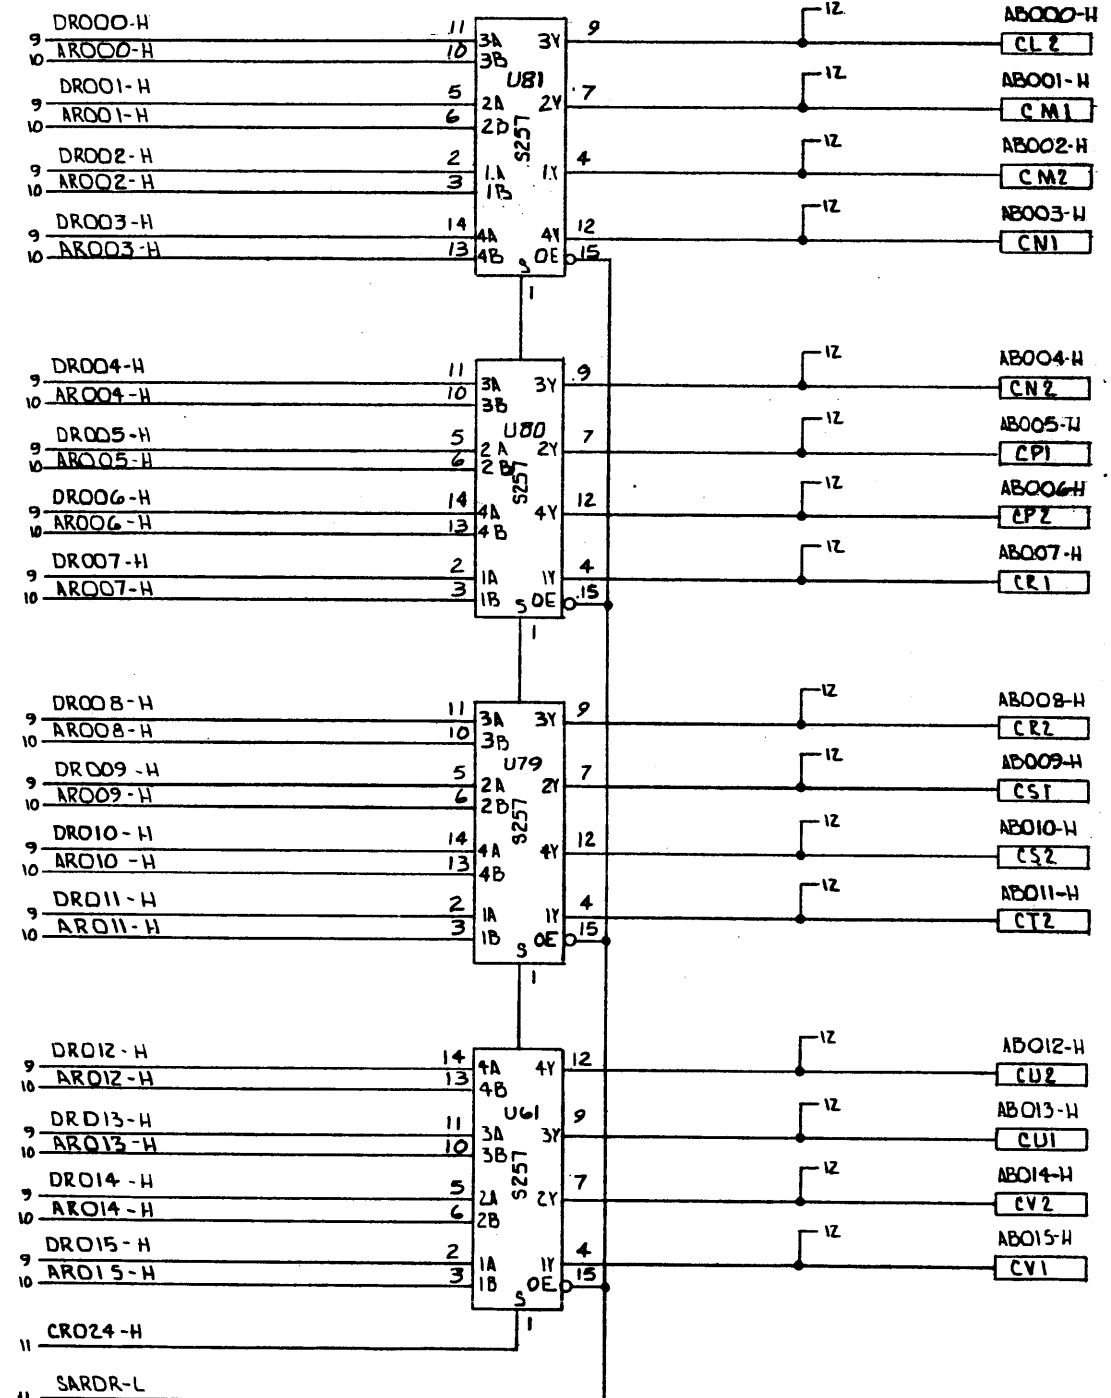 DR000-H 11 9 12 AB000-H
9 3A 3Y CL2
10 AR000-H 10 3B
U81
DR001-H 5 7 12 AB001-H
9 2A 2Y CM1
10 AR001-H 6 2B
S257
DR002-H 2 4 12 AB002-H
9 1A 1Y CM2
10 AR002-H 3 1B
DR003-H 14 12 12 AB003-H
9 4A 4Y CN1
10 AR003-H 13 4B OE 15
S
1
DR004-H 11 9 12 AB004-H
9 3A 3Y CN2
10 AR004-H 10 3B
U80
DR005-H 5 7 12 AB005-H
9 2A 2Y CP1
10 AR005-H 6 2B
S257
DR006-H 14 12 12 AB006-H
9 4A 4Y CP2
10 AR006-H 13 4B
DR007-H 2 4 12 AB007-H
9 1A 1Y CR1
10 AR007-H 3 1B S OE 15
1
DR008-H 11 9 12 AB008-H
9 3A 3Y CR2
10 AR008-H 10 3B
U79
DR009-H 5 7 12 AB009-H
9 2A 2Y CS1
10 AR009-H 6 2B
S257
DR010-H 14 12 12 AB010-H
9 4A 4Y CS2
10 AR010-H 13 4B
DR011-H 2 4 12 AB011-H
9 1A 1Y CT2
10 AR011-H 3 1B OE 15
S
1
DR012-H 14 12 12 AB012-H
9 4A 4Y CU2
10 AR012-H 13 4B
U61
DR013-H 11 9 12 AB013-H
9 3A 3Y CU1
10 AR013-H 10 3B
S257
DR014-H 5 7 12 AB014-H
9 2A 2Y CV2
10 AR014-H 6 2B
DR015-H 2 4 12 AB015-H
9 1A 1Y CV1
10 AR015-H 3 1B OE 15
S
1
CR024-H
11
SARDR-L
11